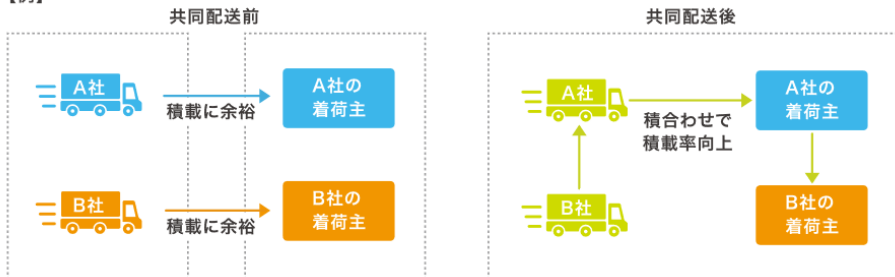 【例】
共同配送前
A社
積載に余裕
A社の
着荷主
B社
積載に余裕
B社の
着荷主
共同配送後
A社
積合わせで
積載率向上
A社の
着荷主
B社
B社の
着荷主